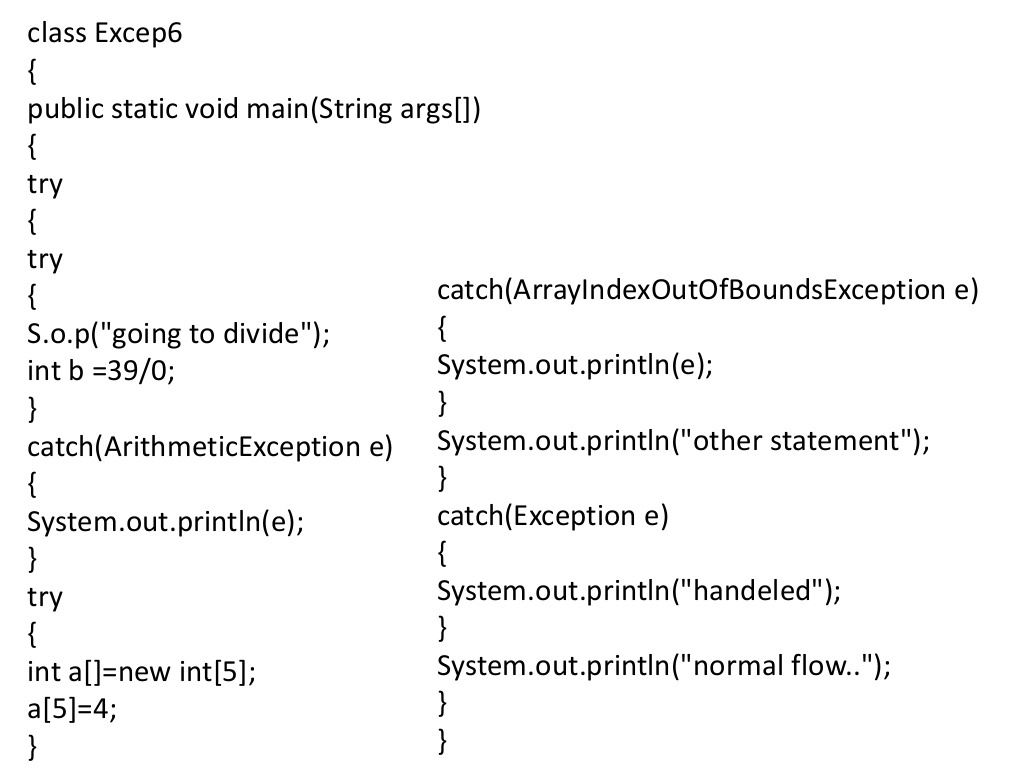 class Excep6
{
public static void main(String args[])
{
try
{
try
{
S.o.p("going to divide");
int b =39/0;
}
catch(ArithmeticException e)
{
System.out.println(e);
}
try
{
int a[]=new int[5];
a[5]=4;
}
catch(ArrayIndexOutOfBoundsException e)
{
System.out.println(e);
}
System.out.println("other statement");
}
catch(Exception e)
{
System.out.println("handeled");
}
System.out.println("normal flow..");
}
}